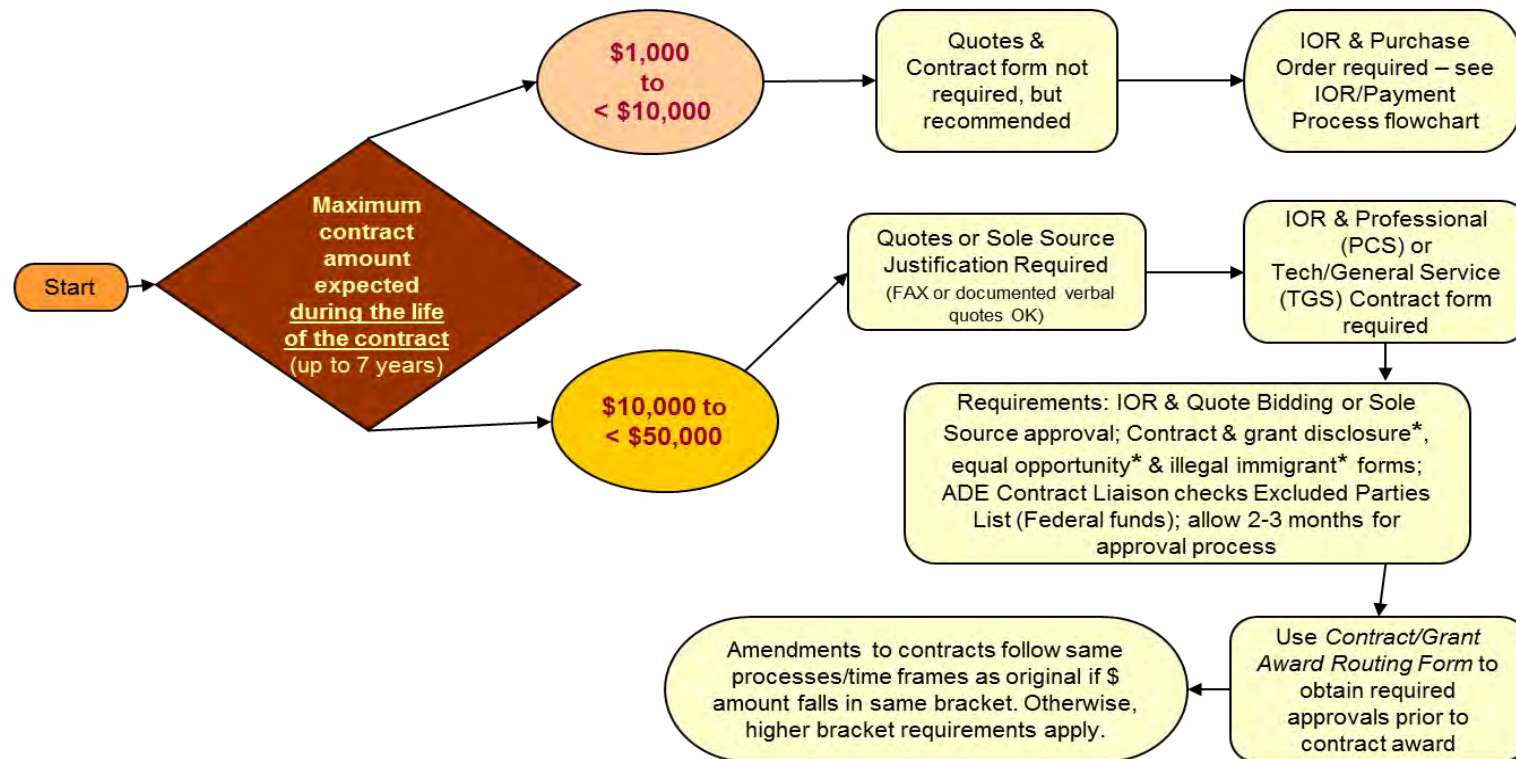 Start
Maximum
contract
amount
expected
during the life
of the contract
(up to 7 years)
$1,000
to
< $10,000
Quotes &
Contract form not
required, but
recommended
IOR & Purchase
Order required – see
IOR/Payment
Process flowchart
$10,000 to
< $50,000
Quotes or Sole Source
Justification Required
(FAX or documented verbal
quotes OK)
IOR & Professional
(PCS) or
Tech/General Service
(TGS) Contract form
required
Requirements: IOR & Quote Bidding or Sole
Source approval; Contract & grant disclosure*,
equal opportunity* & illegal immigrant* forms;
ADE Contract Liaison checks Excluded Parties
List (Federal funds); allow 2-3 months for
approval process
Use Contract/Grant
Award Routing Form to
obtain required
approvals prior to
contract award
Amendments to contracts follow same
processes/time frames as original if $
amount falls in same bracket. Otherwise,
higher bracket requirements apply.